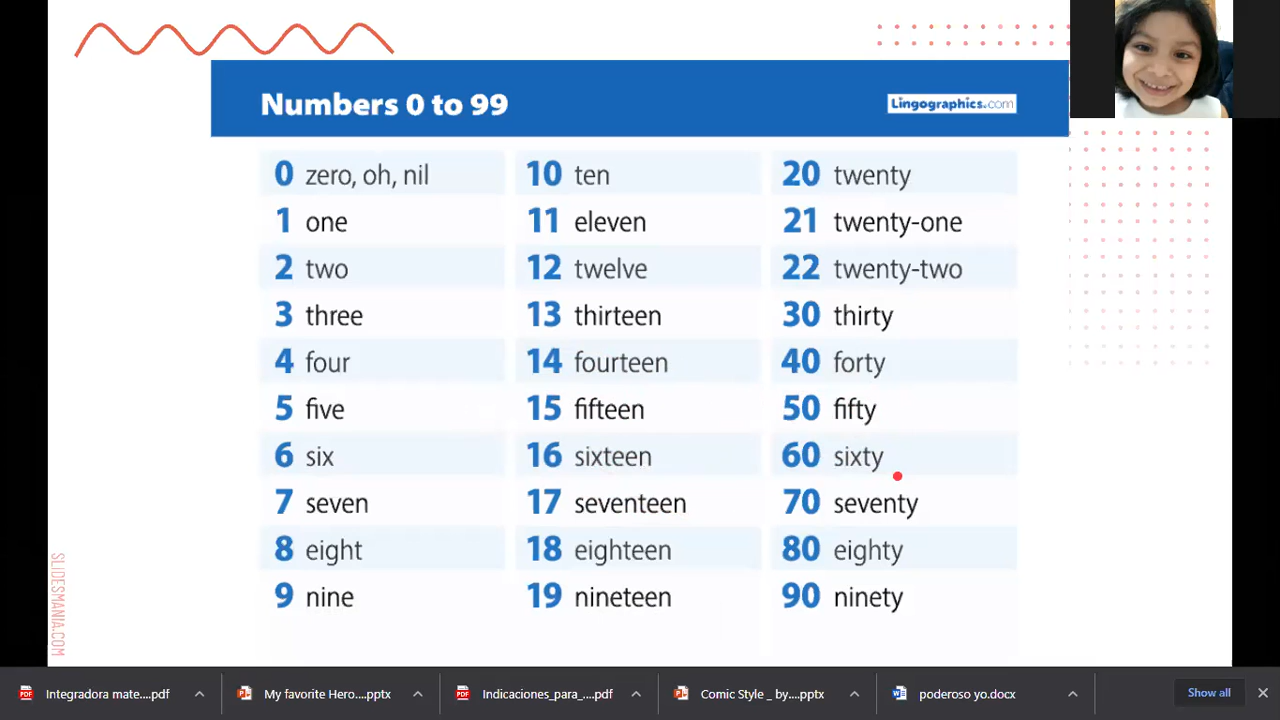 Numbers 0 to 99
Lingographics.com
0 zero, oh, nil
1 one
2 two
3 three
4 four
5 five
6 six
7 seven
8 eight
9 nine
10 ten
11 eleven
12 twelve
13 thirteen
14 fourteen
15 fifteen
16 sixteen
17 seventeen
18 eighteen
19 nineteen
20 twenty
21 twenty-one
22 twenty-two
30 thirty
40 forty
50 fifty
60 sixty
70 seventy
80 eighty
90 ninety
SLIDESMANIA.COM
Integradora mate....pdf
My favorite Hero....pptx
Indicaciones_para_....pdf
Comic Style _ by....pptx
poderoso yo.docx
Show all